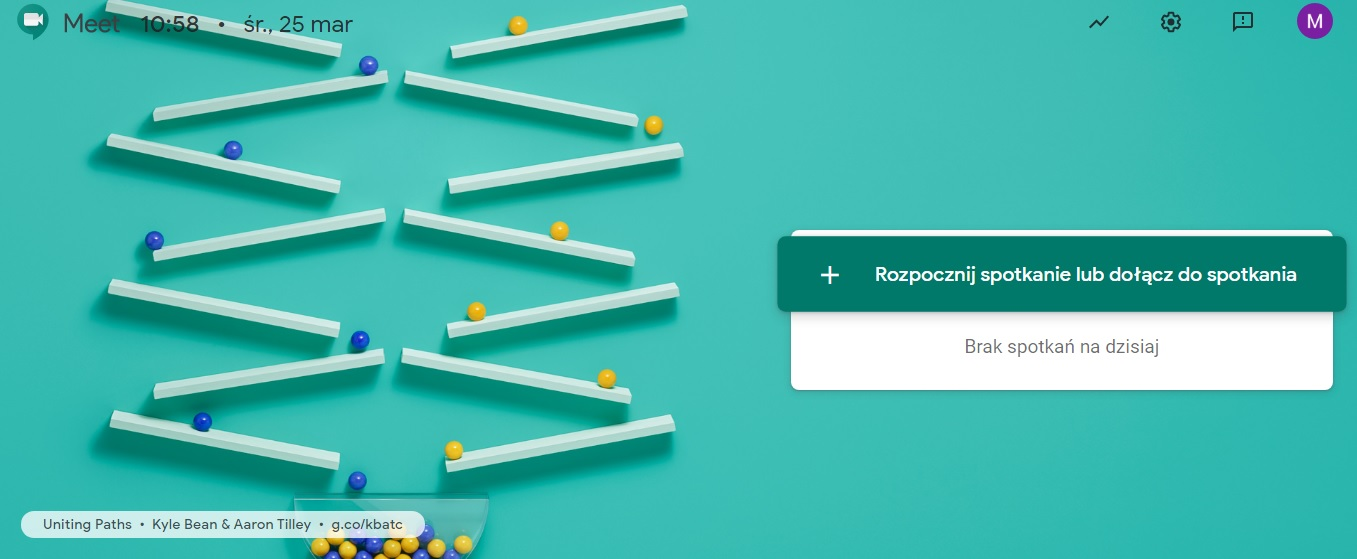 Meet 10:58 • śr., 25 mar
M
Rozpocznij spotkanie lub dołącz do spotkania
Brak spotkań na dzisiaj
Uniting Paths • Kyle Bean & Aaron Tilley • g.co/kbatc